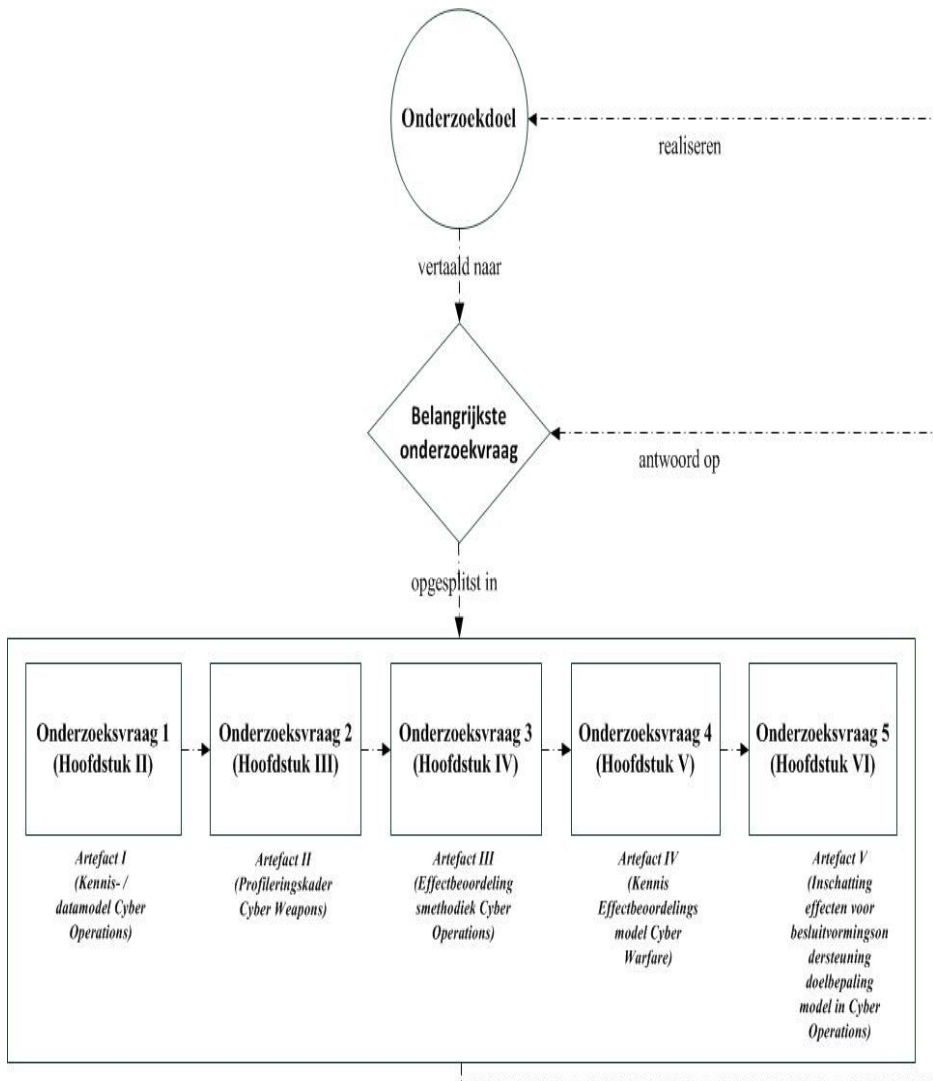 Onderzoekdoel
realiseren
vertaald naar
Belangrijkste
onderzoekvraag
antwoord op
opgesplitst in
Onderzoeksvraag 1
(Hoofdstuk II)
Onderzoeksvraag 2
(Hoofdstuk III)
Onderzoeksvraag 3
(Hoofdstuk IV)
Onderzoeksvraag 4
(Hoofdstuk V)
Onderzoeksvraag 5
(Hoofdstuk VI)
Artefact I
(Kennis- /
datamodel Cyber
Operations)
Artefact II
(Profileringskader
Cyber Weapons)
Artefact III
(Effectbeoordeling
smethodiek Cyber
Operations)
Artefact IV
(Kennis
Effectbeoordelings
model Cyber
Warfare)
Artefact V
(Inschatting
effecten voor
besluitvormingson
dersteuning
doelbepaling
model in Cyber
Operations)